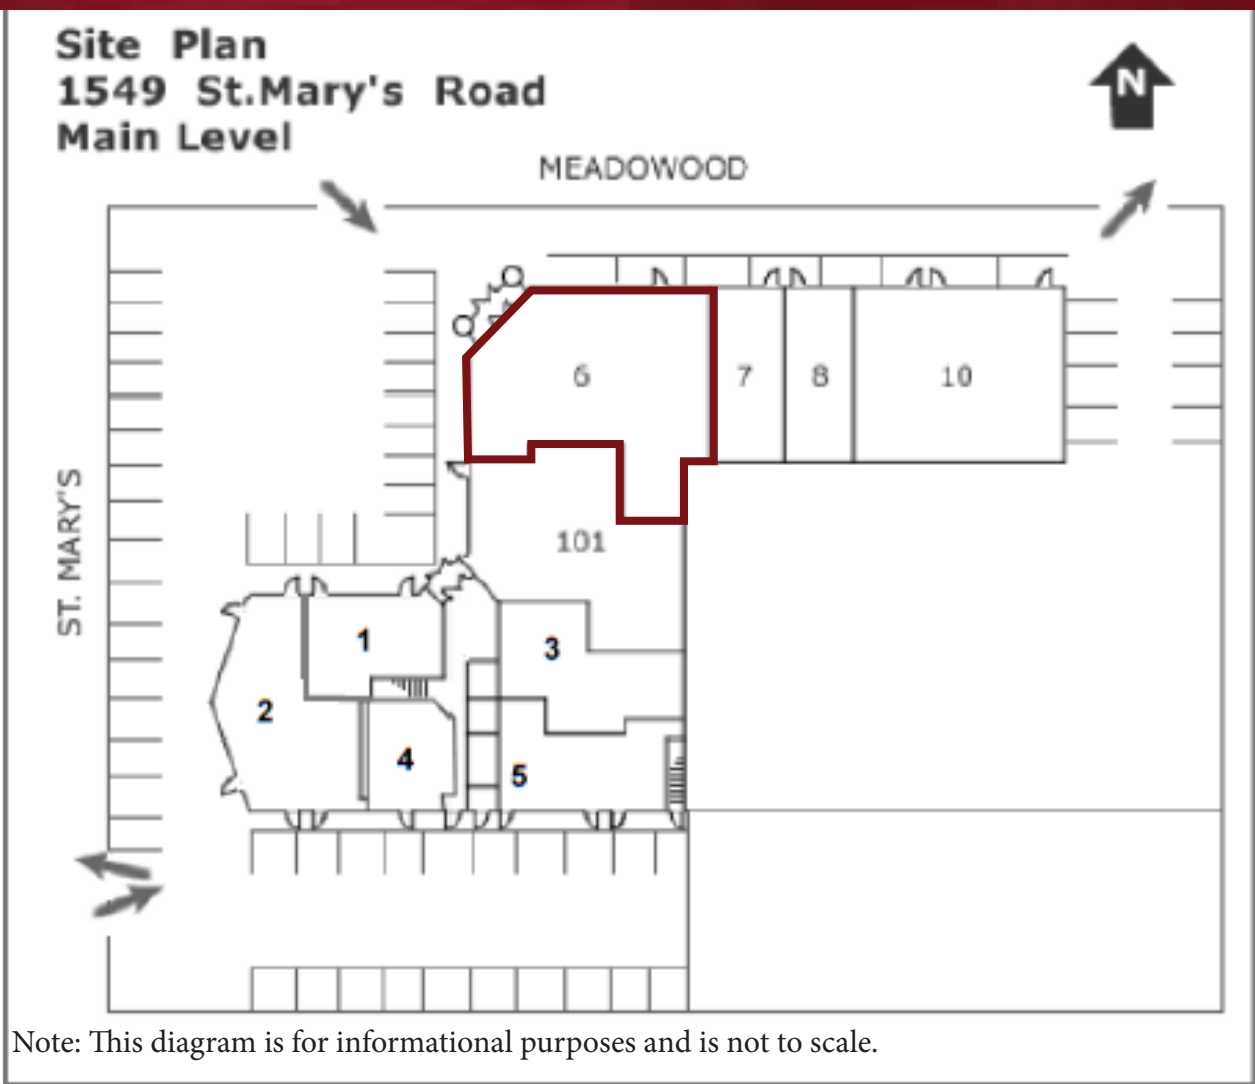 Site Plan
1549 St.Mary's Road
Main Level
N
MEADOWOOD
6
7
8
10
ST. MARY'S
101
1
3
2
4
5
Note: This diagram is for informational purposes and is not to scale.